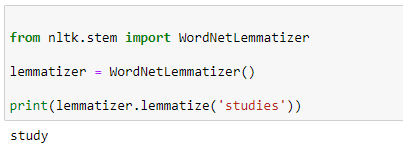 from nltk.stem import WordNetLemmatizer
lemmatizer = WordNetLemmatizer()
print(lemmatizer.lemmatize('studies'))
study